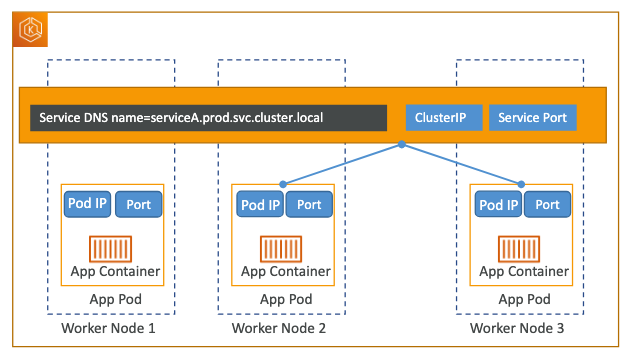 K
Service DNS name=serviceA.prod.svc.cluster.local
ClusterIP
Service Port
Pod IP
Port
Pod IP
Port
Pod IP
Port
App Container
App Container
App Container
App Pod
App Pod
App Pod
Worker Node 1
Worker Node 2
Worker Node 3